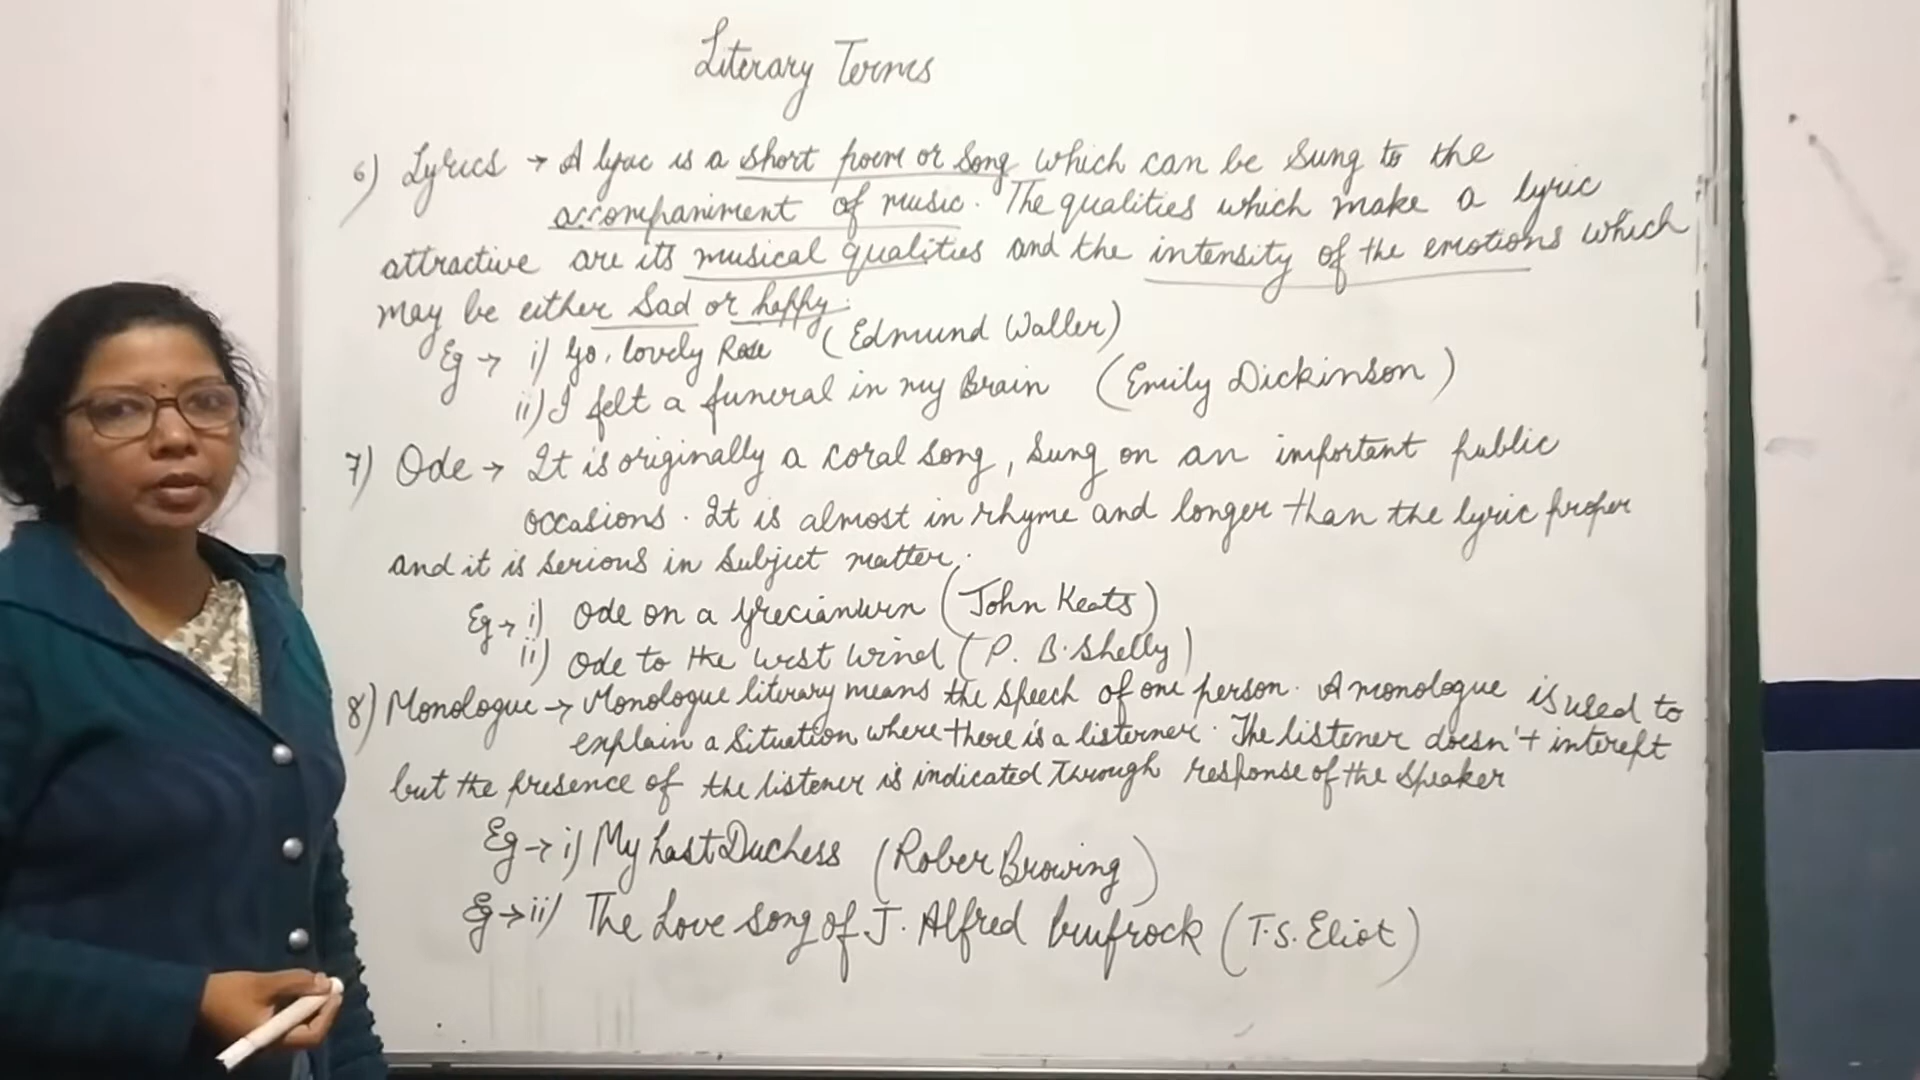 Literary Terms
6) Lyrics → A lyric is a short poem or song which can be sung to the
accompaniment of music. The qualities which make a lyric
attractive are its musical qualities and the intensity of the emotions which
may be either sad or happy.
Eg → i) Go, lovely Rose (Edmund Waller)
ii) I felt a funeral in my Brain (Emily Dickinson)
7) Ode → It is originally a coral song, sung on an important public
occasions. It is almost in rhyme and longer than the lyric proper
and it is serious in subject matter.
Eg → i) Ode on a Grecianurn (John Keats)
ii) Ode to the west wind (P. B. Shelly)
8) Monologue → Monologue literary means the speech of one person. A monologue is used to
explain a situation where there is a listerner. The listener doesn't interept
but the presence of the listener is indicated through response of the speaker
Eg → i) My Last Duchess (Rober Browing)
Eg → ii) The Love song of J. Alfred Prufrock (T.S. Eliot)